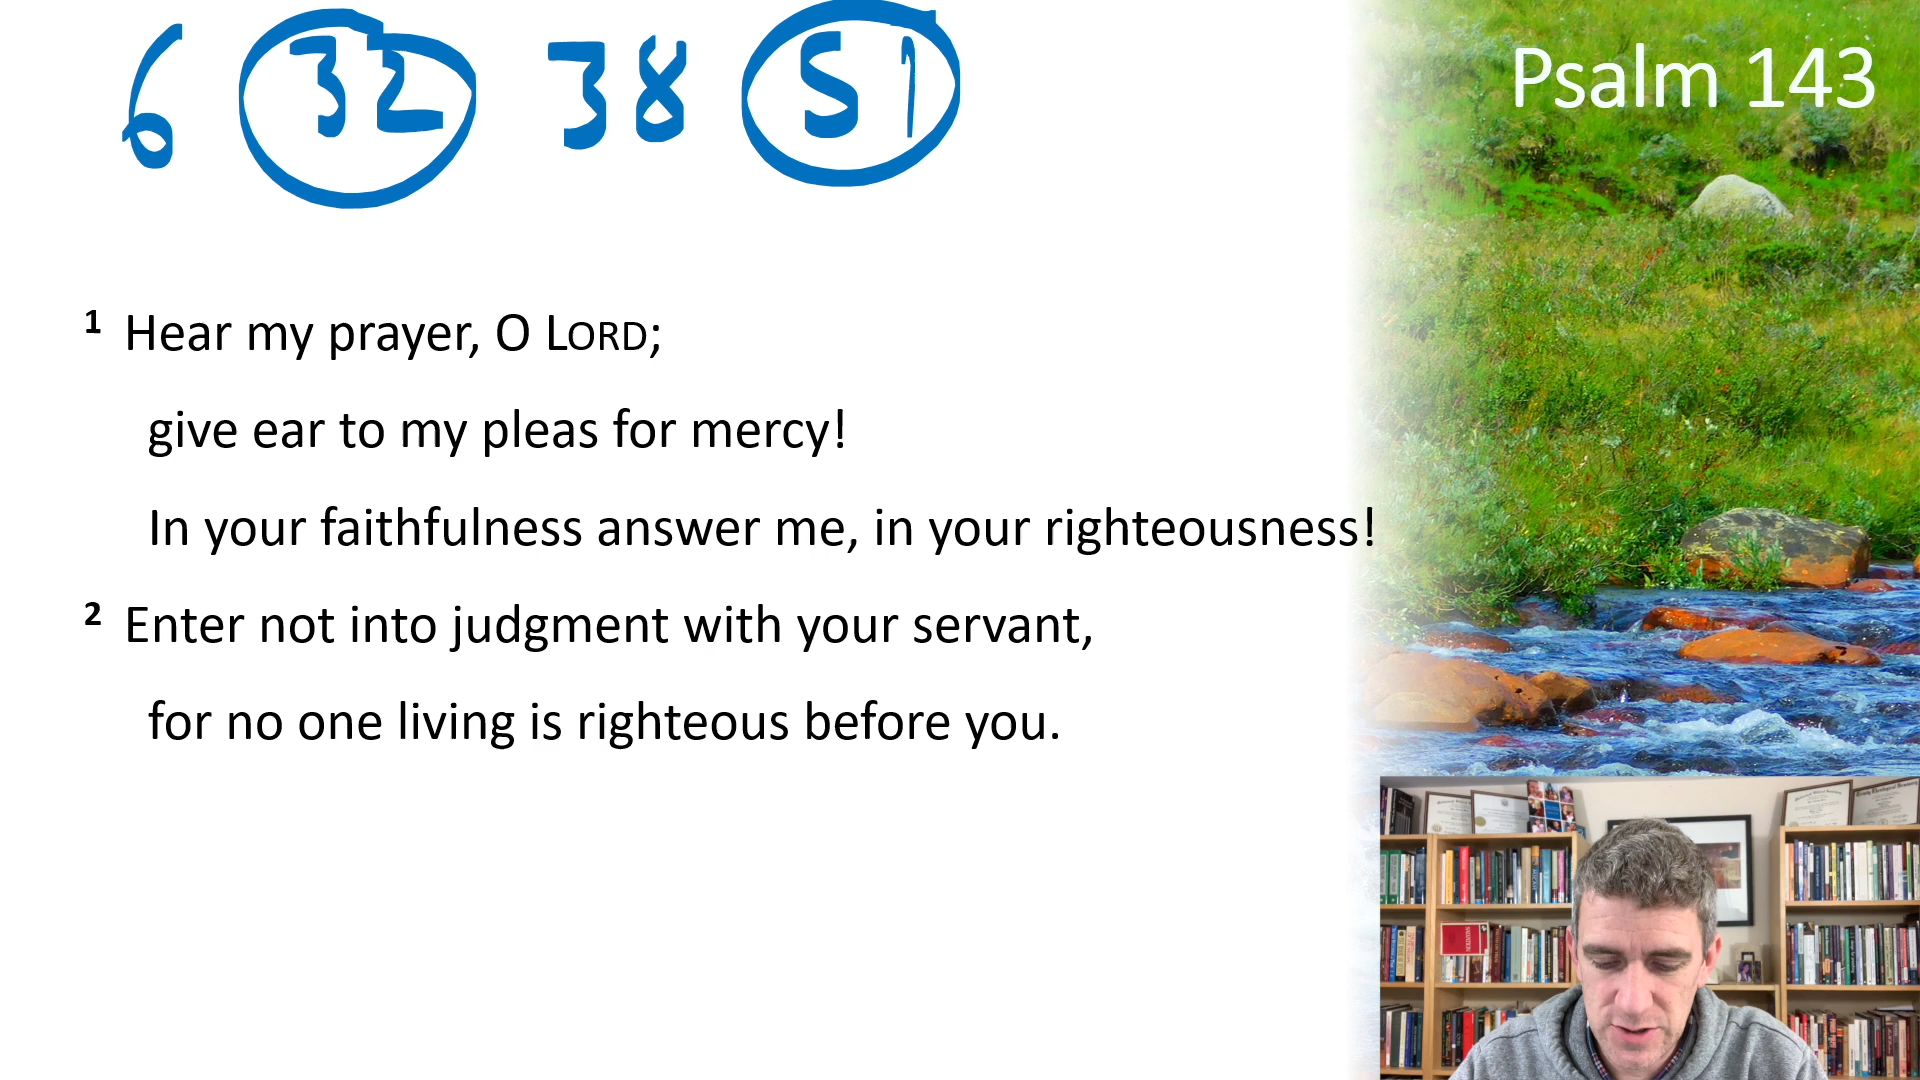 6 32 38 51
Psalm 143
1 Hear my prayer, O LORD;
give ear to my pleas for mercy!
In your faithfulness answer me, in your righteousness!
2 Enter not into judgment with your servant,
for no one living is righteous before you.